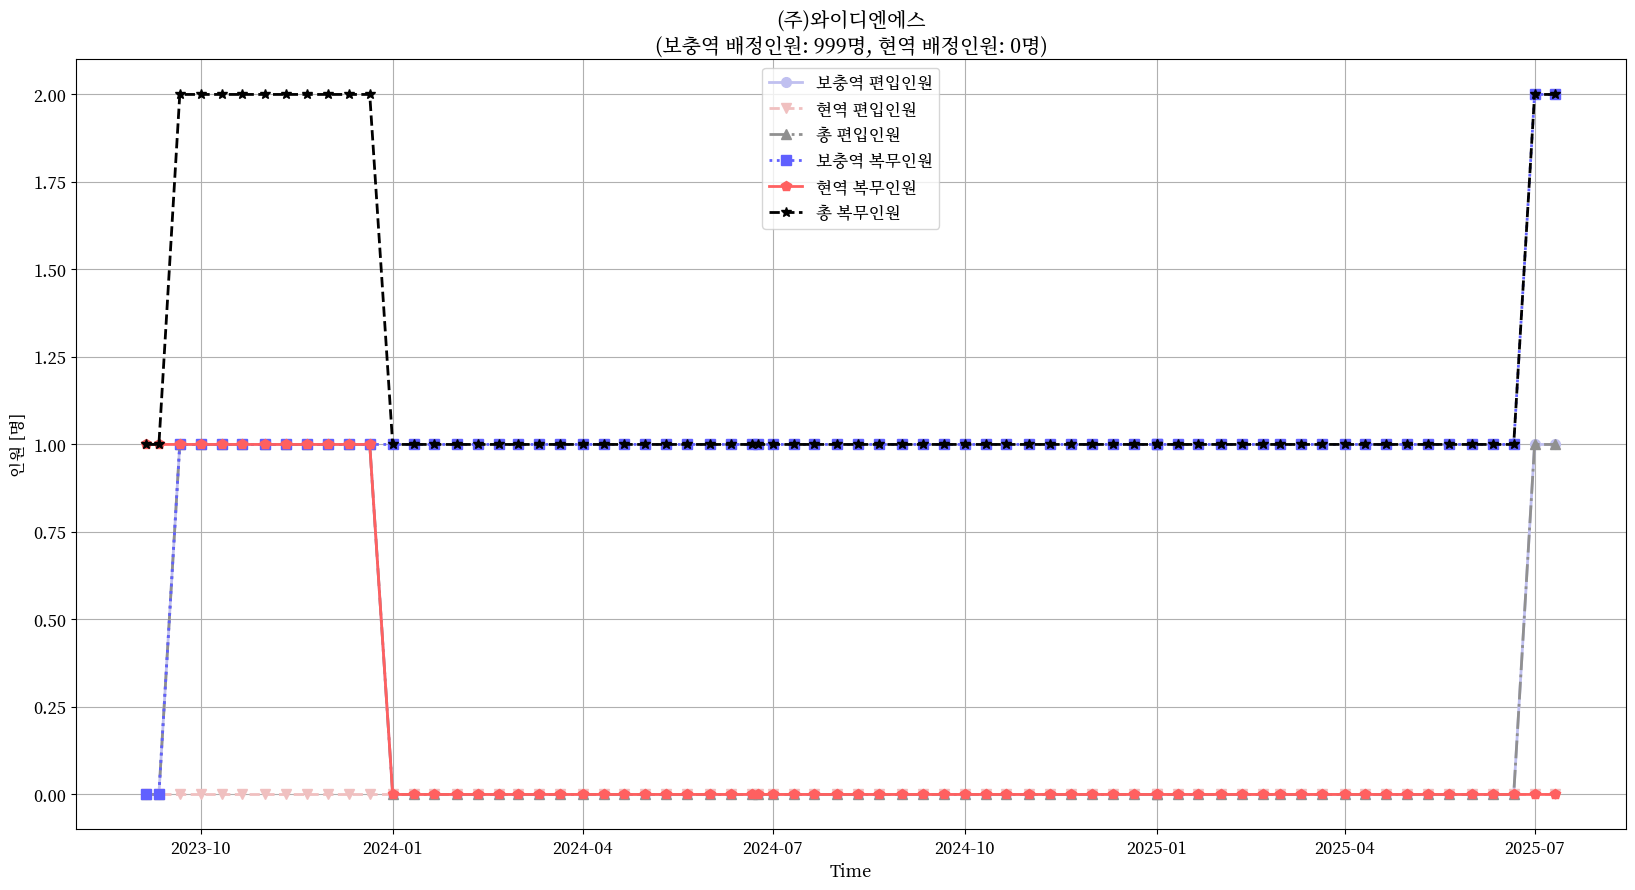 (주)와이디엔에스
(보충역 배정인원: 999명, 현역 배정인원: 0명)
보충역 편입인원
현역 편입인원
총 편입인원
보충역 복무인원
현역 복무인원
총 복무인원
인원 [명]
2.00
1.75
1.50
1.25
1.00
0.75
0.50
0.25
0.00
2023-10
2024-01
2024-04
2024-07
2024-10
2025-01
2025-04
2025-07
Time